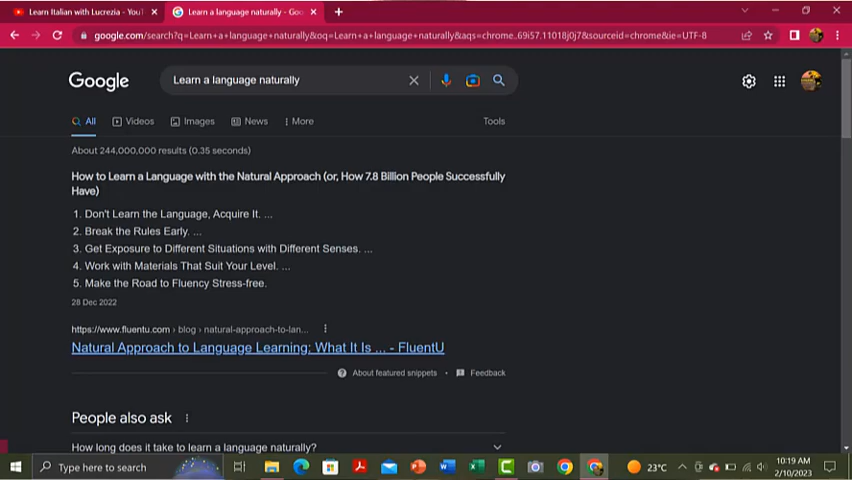 Learn Italian with Lucrezia - You
Learn a language naturally - Goo
google.com/search?q=Learn+a+language+naturally&oq=Learn+a+language+naturally&aqs=chrome..69i57.11018j0j7&sourceid=chrome&ie=UTF-8
Google
Learn a language naturally
All
Videos
Images
News
More
Tools
About 244,000,000 results (0.35 seconds)
How to Learn a Language with the Natural Approach (or, How 7.8 Billion People Successfully
Have)
1. Don't Learn the Language, Acquire It. ...
2. Break the Rules Early. ...
3. Get Exposure to Different Situations with Different Senses. ...
4. Work with Materials That Suit Your Level. ...
5. Make the Road to Fluency Stress-free.
28 Dec 2022
https://www.fluentu.com › blog › natural-approach-to-lan...
Natural Approach to Language Learning: What It Is ... - FluentU
About featured snippets
Feedback
People also ask
How long does it take to learn a language naturally?
Type here to search
23°C
10:19 AM
2/10/2023